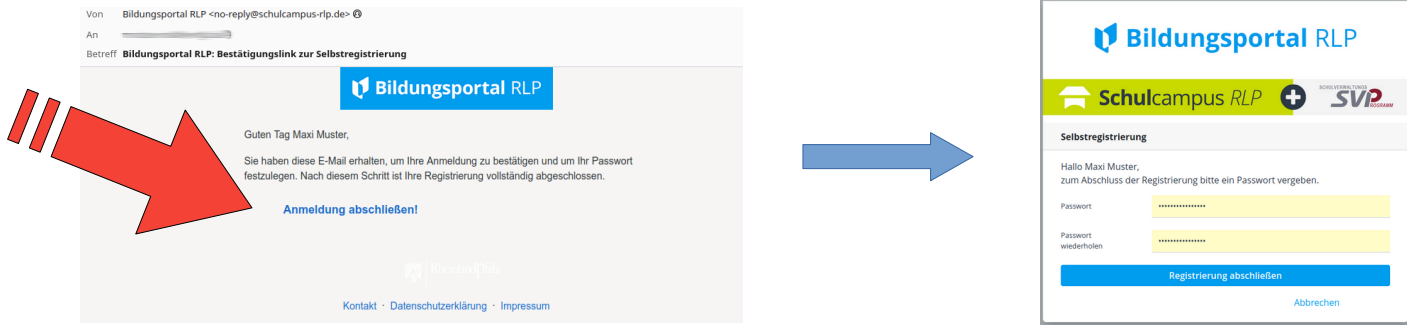 Von Bildungsportal RLP <no-reply@schulcampus-rlp.de>
An
Betreff Bildungsportal RLP: Bestätigungslink zur Selbstregistrierung
Bildungsportal RLP
Guten Tag Maxi Muster,
Sie haben diese E-Mail erhalten, um Ihre Anmeldung zu bestätigen und um Ihr Passwort
festzulegen. Nach diesem Schritt ist Ihre Registrierung vollständig abgeschlossen.
Anmeldung abschließen!
Kontakt · Datenschutzerklärung · Impressum
Bildungsportal RLP
Schulcampus RLP
SCHULVERWALTUNGS
SVP
PROGRAMM
Selbstregistrierung
Hallo Maxi Muster,
zum Abschluss der Registrierung bitte ein Passwort vergeben.
Passwort
Passwort
wiederholen
Registrierung abschließen
Abbrechen